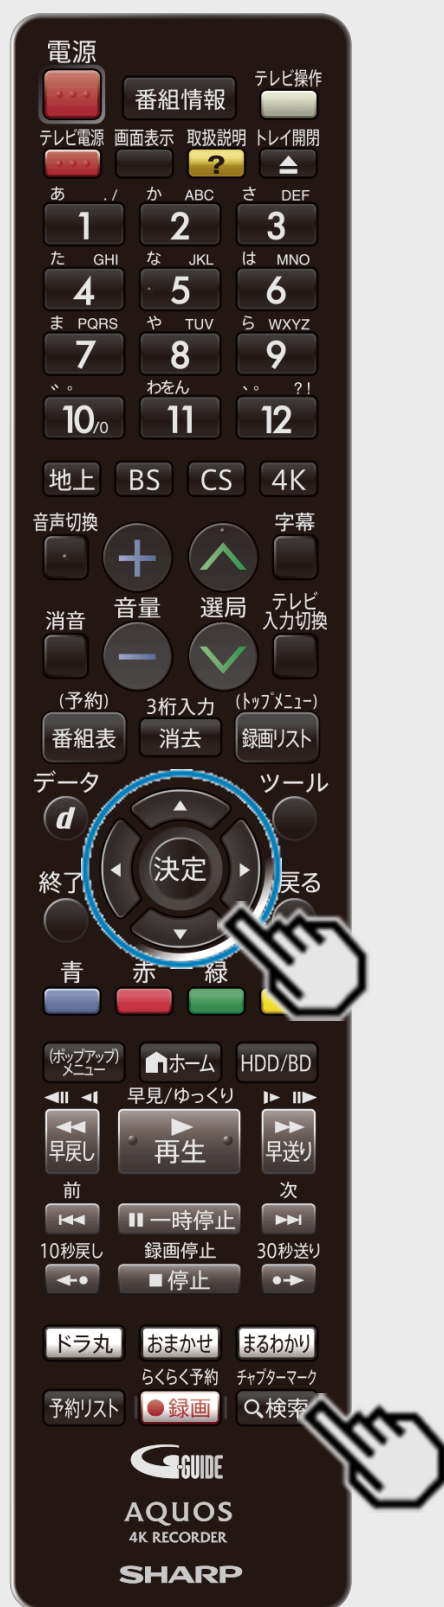 電源
番組情報
テレビ操作
テレビ電源 画面表示 取扱説明 トレイ開閉
?
あ ./ か ABC さ DEF
1 2 3
た GHI な JKL は MNO
4 5 6
ま PQRS や TUV ら WXYZ
7 8 9
゛゜ わをん 、。 ?!
10/0 11 12
地上 BS CS 4K
音声切換 字幕
+
消音 音量 選局 テレビ
入力切換
−
(予約) 3桁入力 (トップメニュー)
番組表 消去 録画リスト
データ ツール
d
決定
終了 戻る
青 赤 緑
(ポップアップ)
メニュー ホーム HDD/BD
早見/ゆっくり
早戻し 再生 早送り
前 次
一時停止
10秒戻し 録画停止 30秒送り
停止
ドラ丸 おまかせ まるわかり
らくらく予約 チャプターマーク
予約リスト 録画 検索
G-GUIDE
AQUOS
4K RECORDER
SHARP